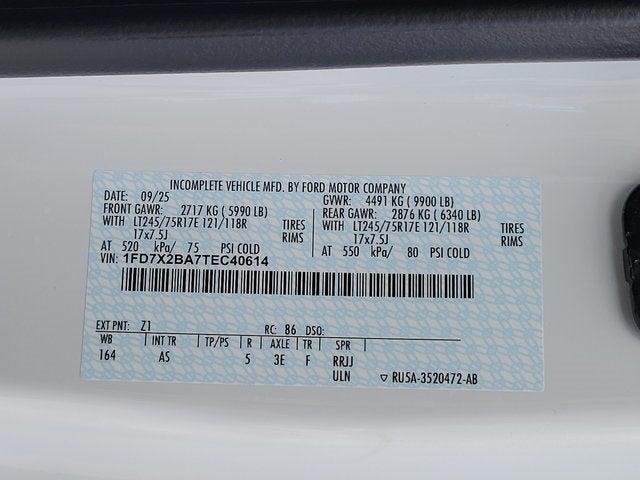 INCOMPLETE VEHICLE MFD. BY FORD MOTOR COMPANY
DATE: 09/25 GVWR: 4491 KG ( 9900 LB)
FRONT GAWR: 2717 KG ( 5990 LB) REAR GAWR: 2876 KG ( 6340 LB)
WITH LT245/75R17E 121/118R TIRES WITH LT245/75R17E 121/118R TIRES
17x7.5J RIMS 17x7.5J RIMS
AT 520 kPa/ 75 PSI COLD AT 550 kPa/ 80 PSI COLD
VIN: 1FD7X2BA7TEC40614
EXT PNT: Z1 RC: 86 DSO:
WB INT TR TP/PS R AXLE TR SPR
164 AS 5 3E F RRJJ
ULN ▽ RU5A-3520472-AB